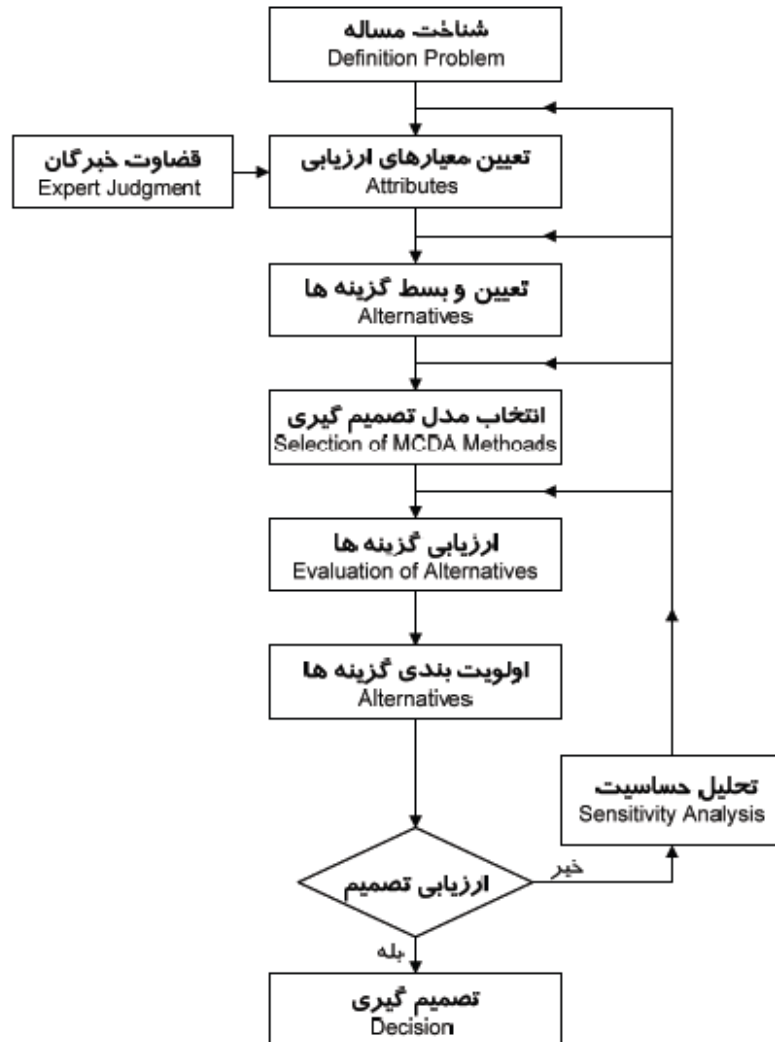 شناخت مساله
Definition Problem
قضاوت خبرگان
Expert Judgment
تعیین معیارهای ارزیابی
Attributes
تعیین و بسط گزینه ها
Alternatives
انتخاب مدل تصمیم گیری
Selection of MCDA Methoads
ارزیابی گزینه ها
Evaluation of Alternatives
اولویت بندی گزینه ها
Alternatives
تحلیل حساسیت
Sensitivity Analysis
ارزیابی تصمیم
خیر
بله
تصمیم گیری
Decision